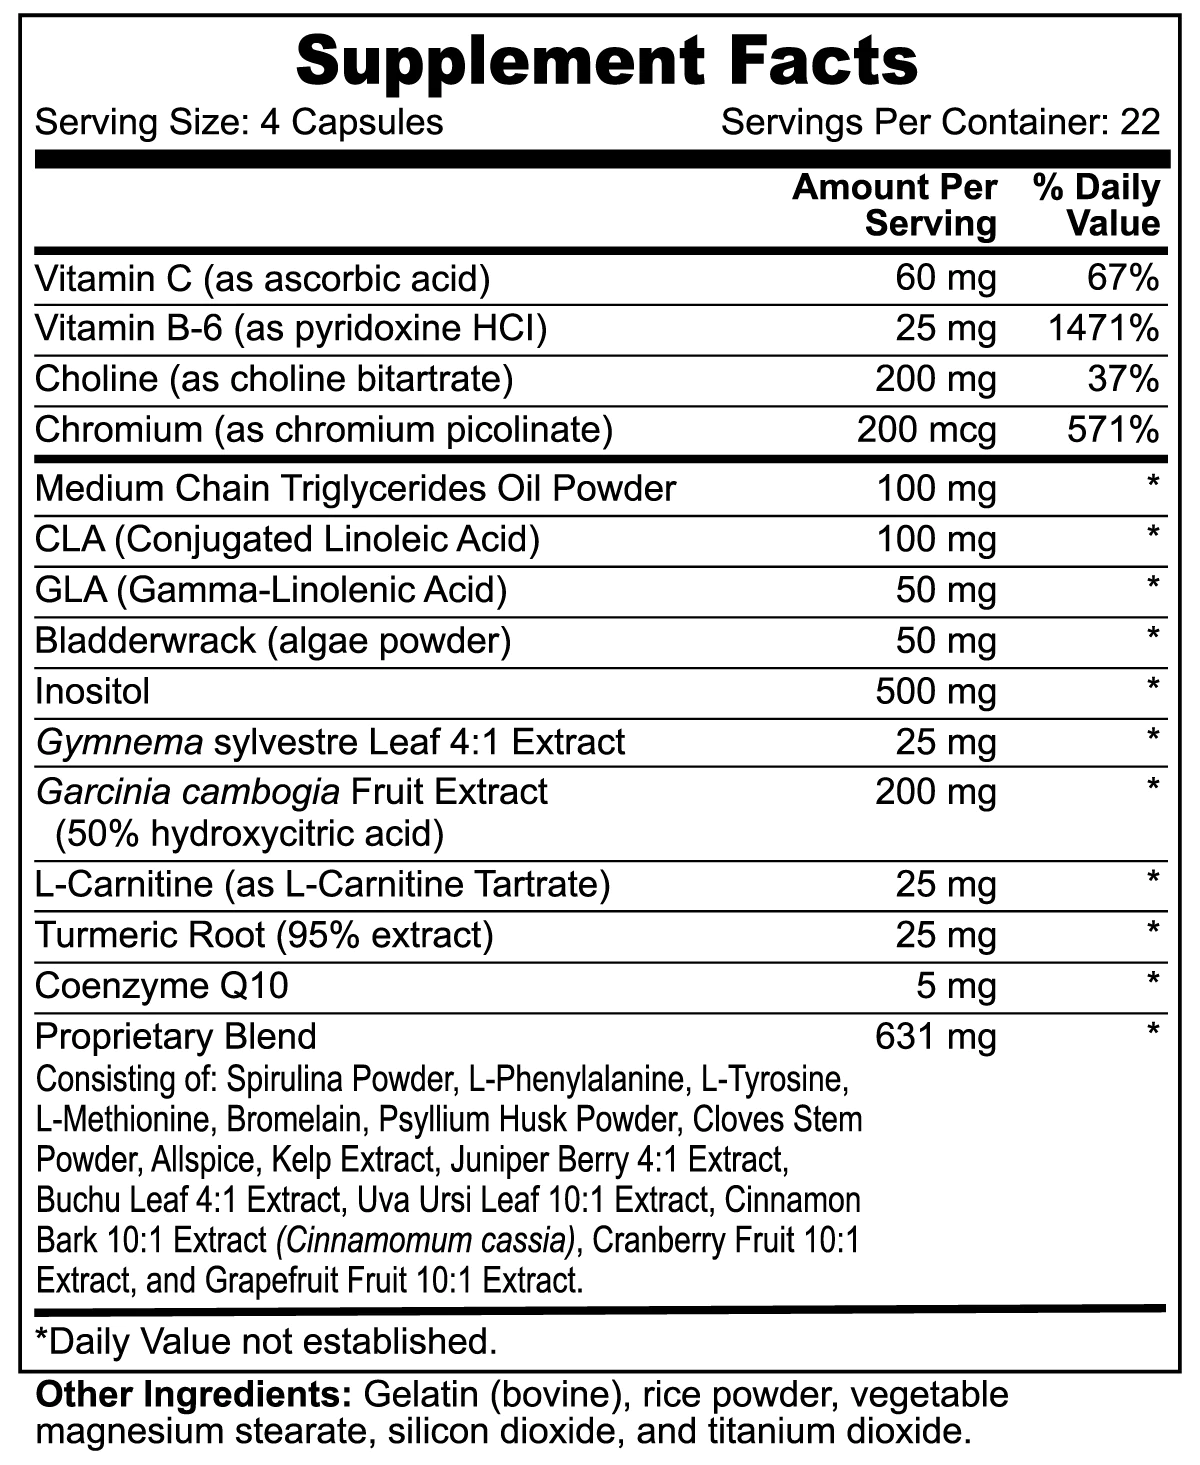 Supplement Facts
Serving Size: 4 Capsules Servings Per Container: 22
Amount Per Serving % Daily Value
Vitamin C (as ascorbic acid) 60 mg 67%
Vitamin B-6 (as pyridoxine HCl) 25 mg 1471%
Choline (as choline bitartrate) 200 mg 37%
Chromium (as chromium picolinate) 200 mcg 571%
Medium Chain Triglycerides Oil Powder 100 mg *
CLA (Conjugated Linoleic Acid) 100 mg *
GLA (Gamma-Linolenic Acid) 50 mg *
Bladderwrack (algae powder) 50 mg *
Inositol 500 mg *
Gymnema sylvestre Leaf 4:1 Extract 25 mg *
Garcinia cambogia Fruit Extract 200 mg *
(50% hydroxycitric acid)
L-Carnitine (as L-Carnitine Tartrate) 25 mg *
Turmeric Root (95% extract) 25 mg *
Coenzyme Q10 5 mg *
Proprietary Blend 631 mg *
Consisting of: Spirulina Powder, L-Phenylalanine, L-Tyrosine,
L-Methionine, Bromelain, Psyllium Husk Powder, Cloves Stem
Powder, Allspice, Kelp Extract, Juniper Berry 4:1 Extract,
Buchu Leaf 4:1 Extract, Uva Ursi Leaf 10:1 Extract, Cinnamon
Bark 10:1 Extract (Cinnamomum cassia), Cranberry Fruit 10:1
Extract, and Grapefruit Fruit 10:1 Extract.
*Daily Value not established.
Other Ingredients: Gelatin (bovine), rice powder, vegetable
magnesium stearate, silicon dioxide, and titanium dioxide.